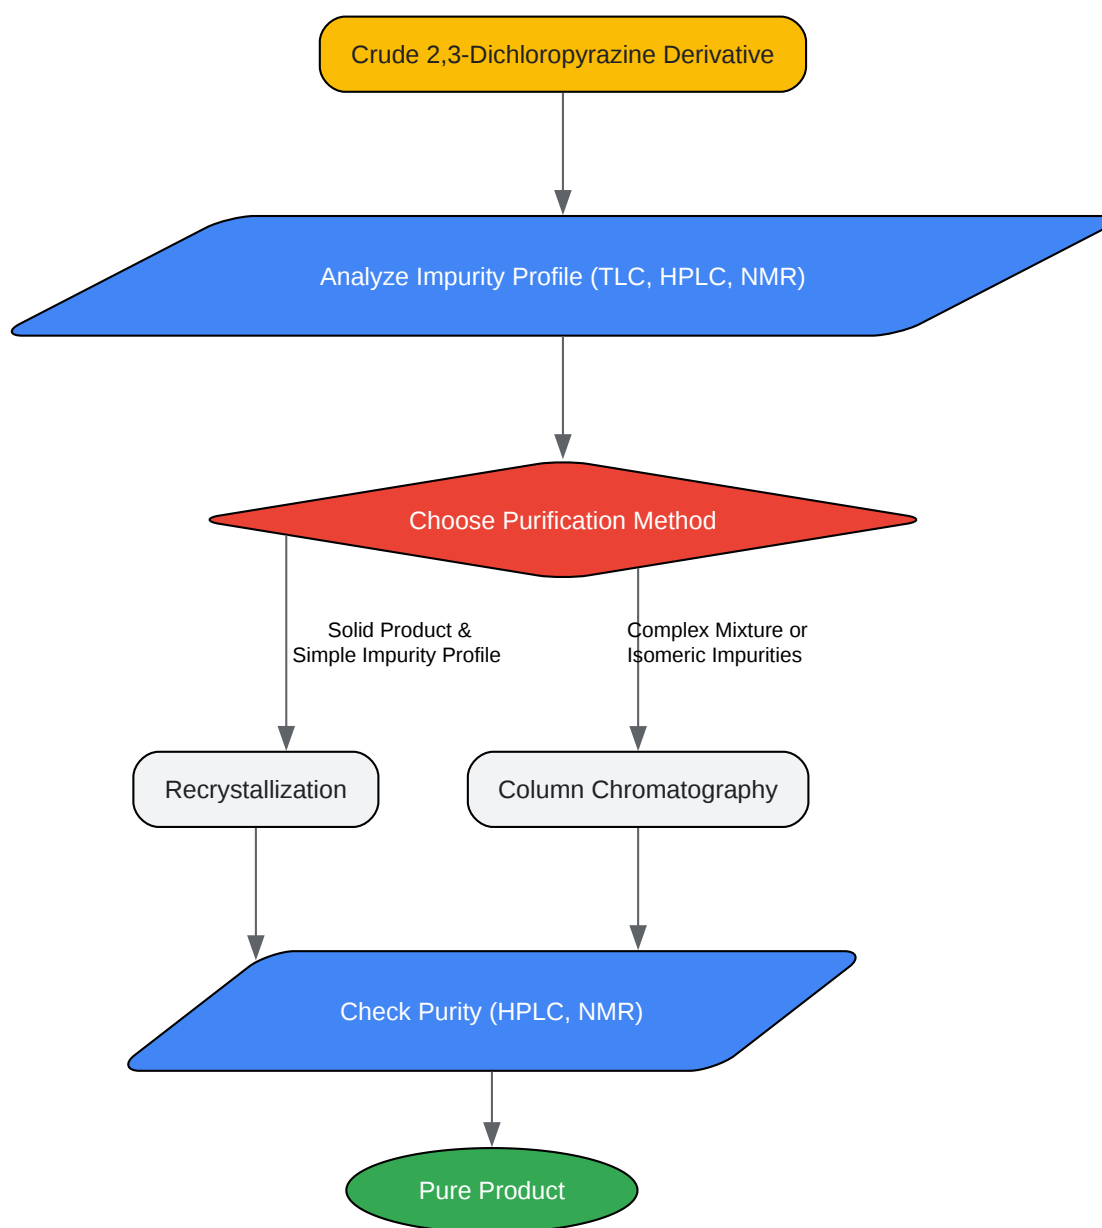 Crude 2,3-Dichloropyrazine Derivative
Analyze Impurity Profile (TLC, HPLC, NMR)
Choose Purification Method
Solid Product &
Simple Impurity Profile
Complex Mixture or
Isomeric Impurities
Recrystallization
Column Chromatography
Check Purity (HPLC, NMR)
Pure Product